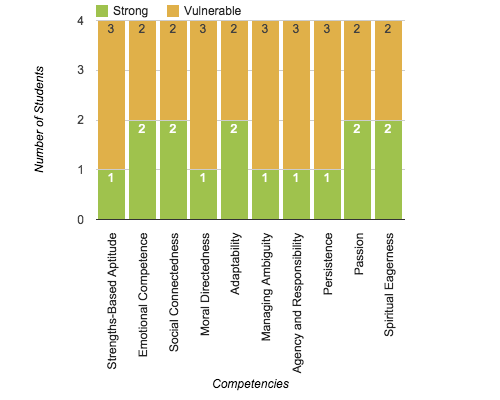 Strong Vulnerable
4
3 2 2 3 2 3 3 3 2 2
3
Number of Students
2
2 2 2 2 2
1
1 1 1 1 1
0
Strengths-Based Aptitude
Emotional Competence
Social Connectedness
Moral Directedness
Adaptability
Managing Ambiguity
Agency and Responsibility
Persistence
Passion
Spiritual Eagerness
Competencies